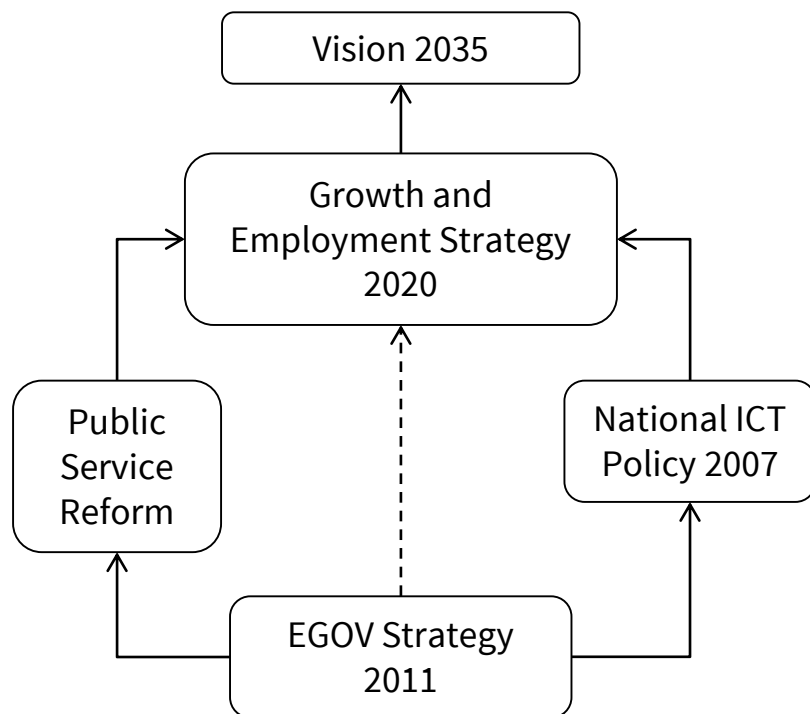 Vision 2035
Growth and
Employment Strategy
2020
Public
Service
Reform
National ICT
Policy 2007
EGOV Strategy
2011